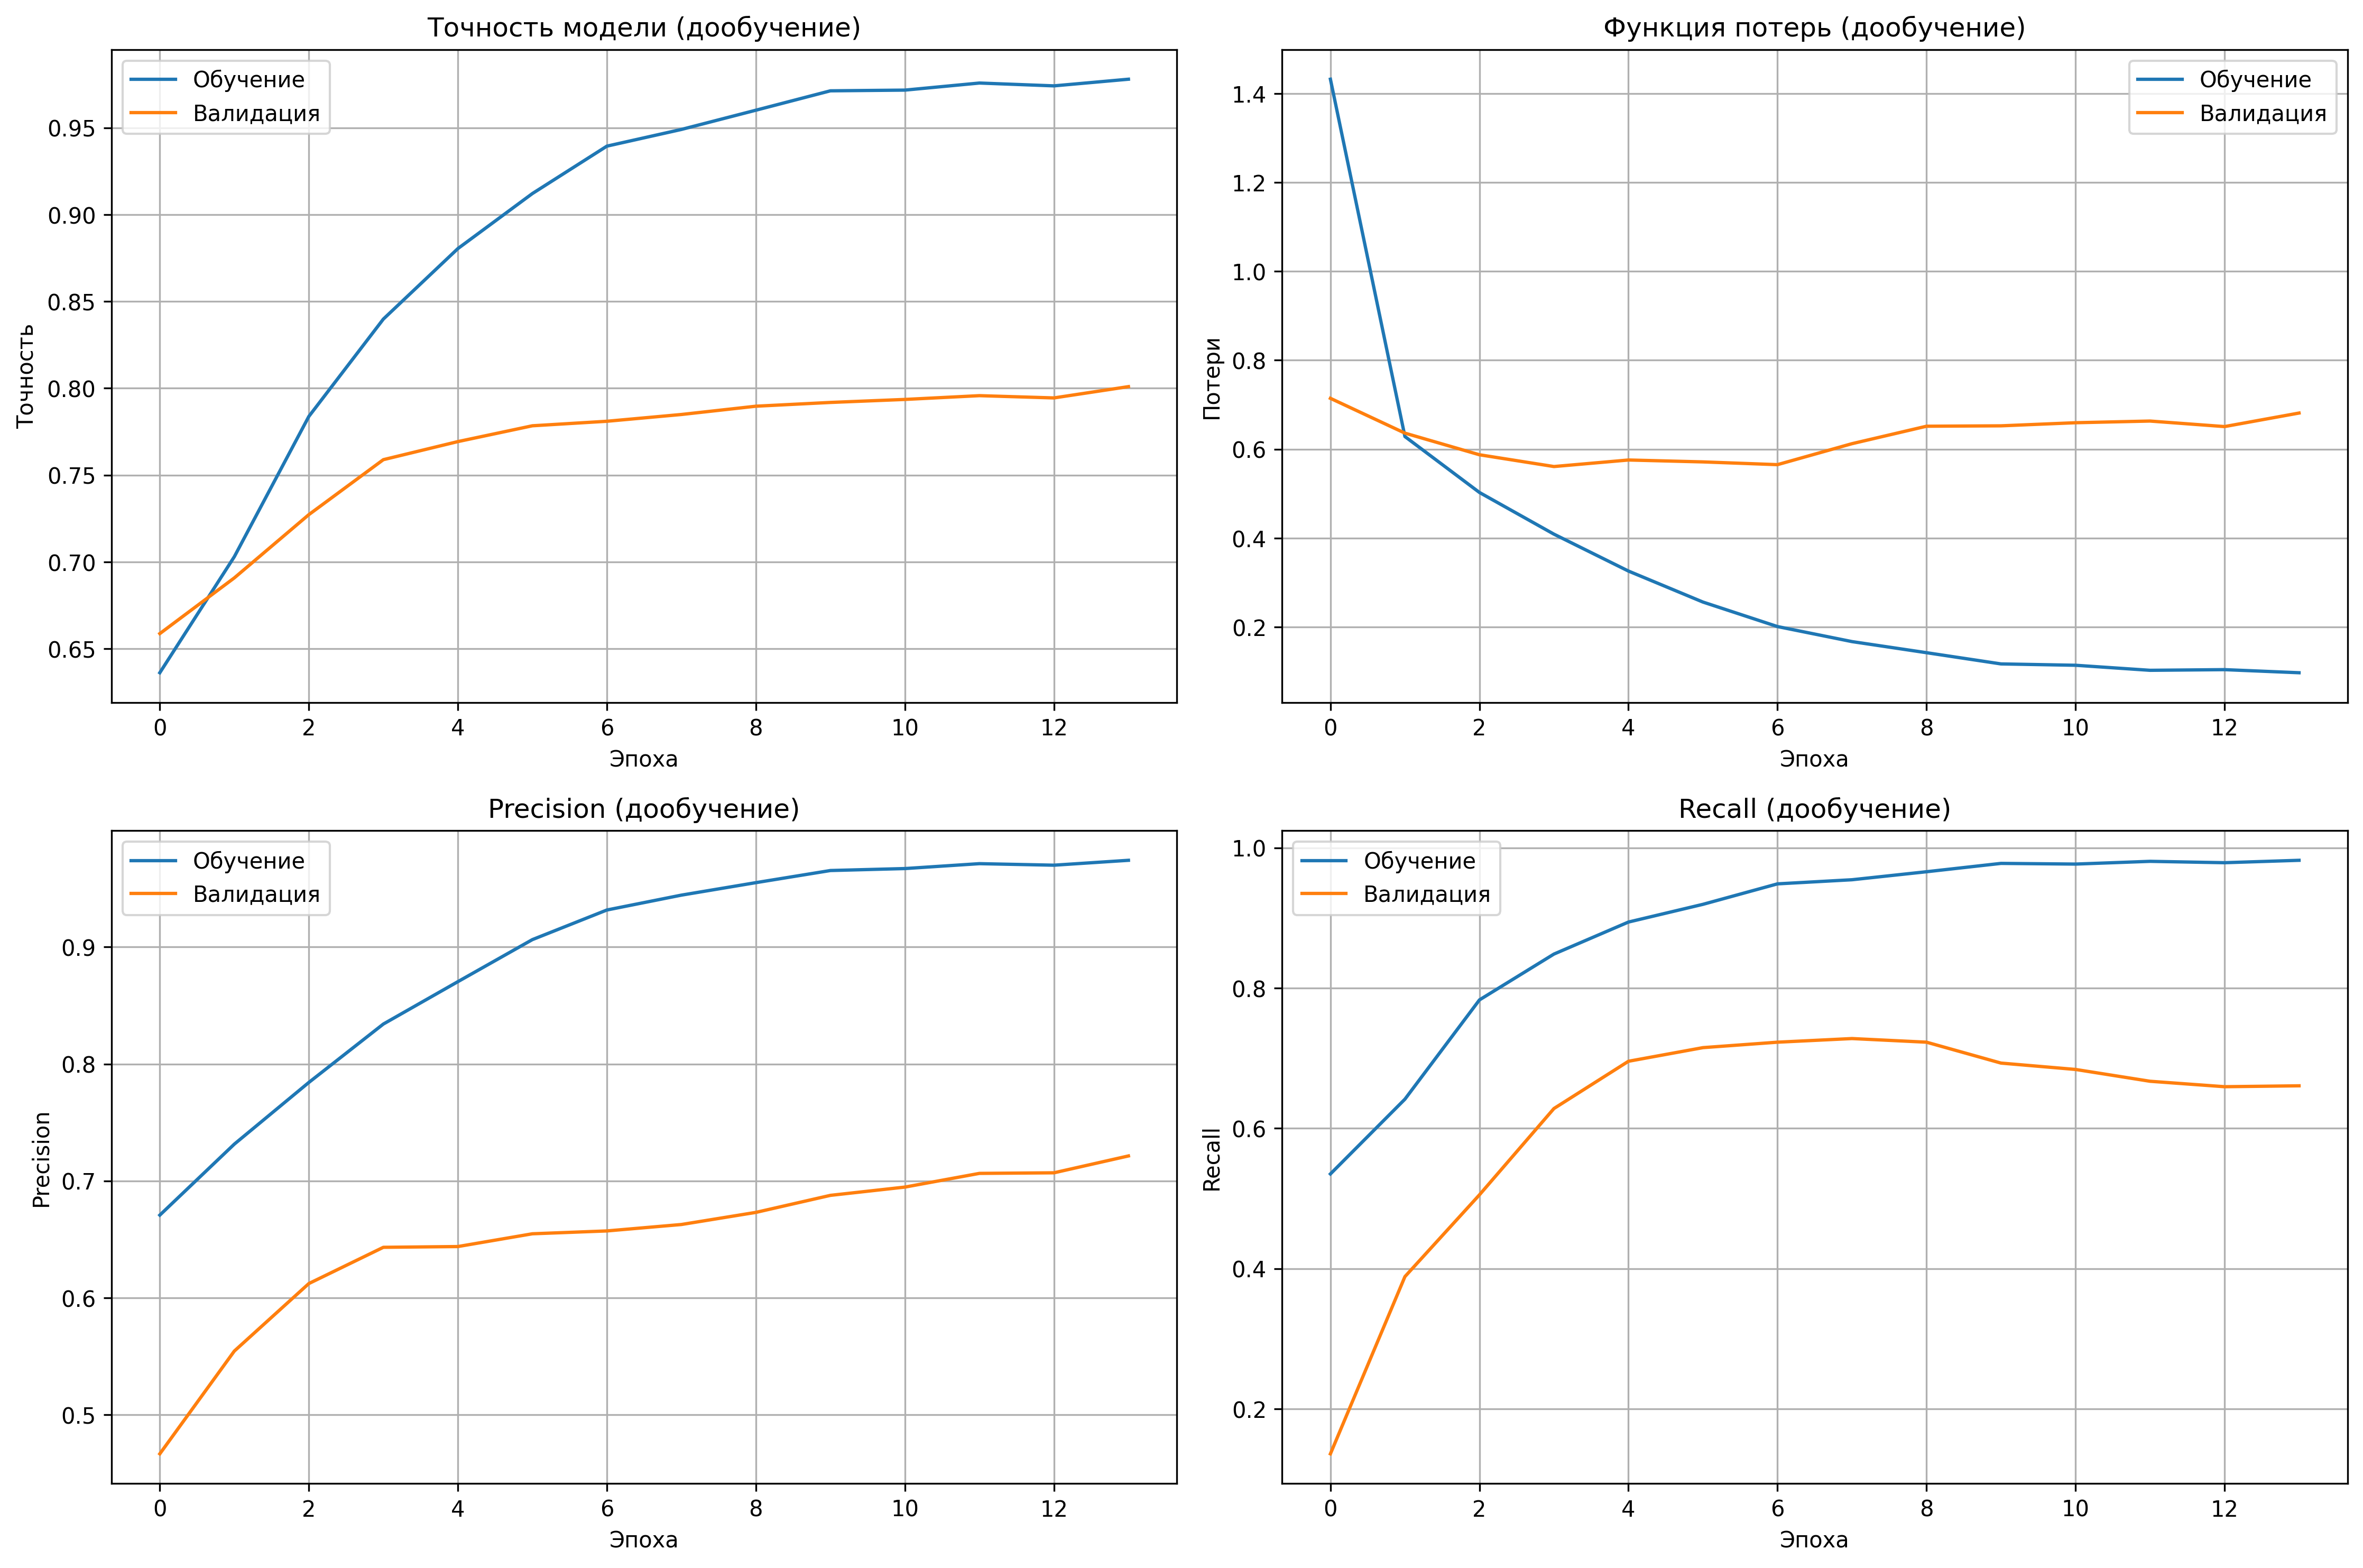 Точность модели (дообучение)
Обучение
Валидация
0.95
0.90
0.85
0.80
0.75
0.70
0.65
Точность
0 2 4 6 8 10 12
Эпоха
Функция потерь (дообучение)
Обучение
Валидация
1.4
1.2
1.0
0.8
0.6
0.4
0.2
Потери
0 2 4 6 8 10 12
Эпоха
Precision (дообучение)
Обучение
Валидация
0.9
0.8
0.7
0.6
0.5
Precision
0 2 4 6 8 10 12
Эпоха
Recall (дообучение)
Обучение
Валидация
1.0
0.8
0.6
0.4
0.2
Recall
0 2 4 6 8 10 12
Эпоха